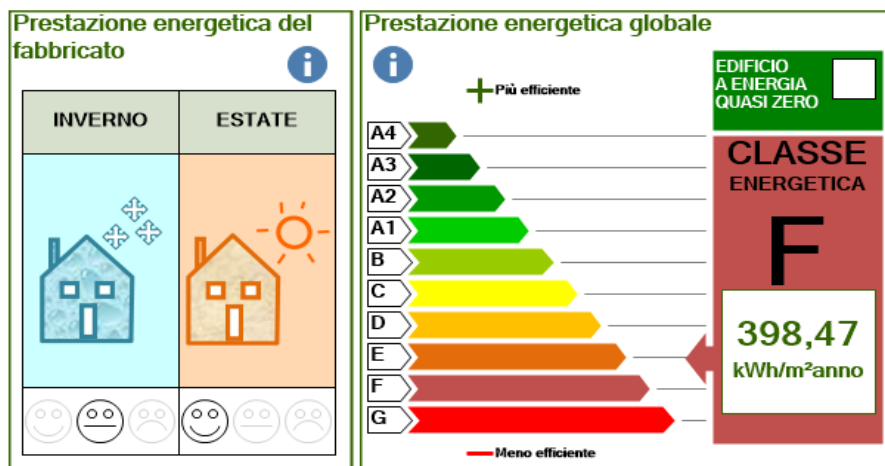 Prestazione energetica del
fabbricato
i
INVERNO
ESTATE
Prestazione energetica globale
i
Più efficiente
A4
A3
A2
A1
B
C
D
E
F
G
Meno efficiente
EDIFICIO
A ENERGIA
QUASI ZERO
CLASSE
ENERGETICA
F
398,47
kWh/m²anno